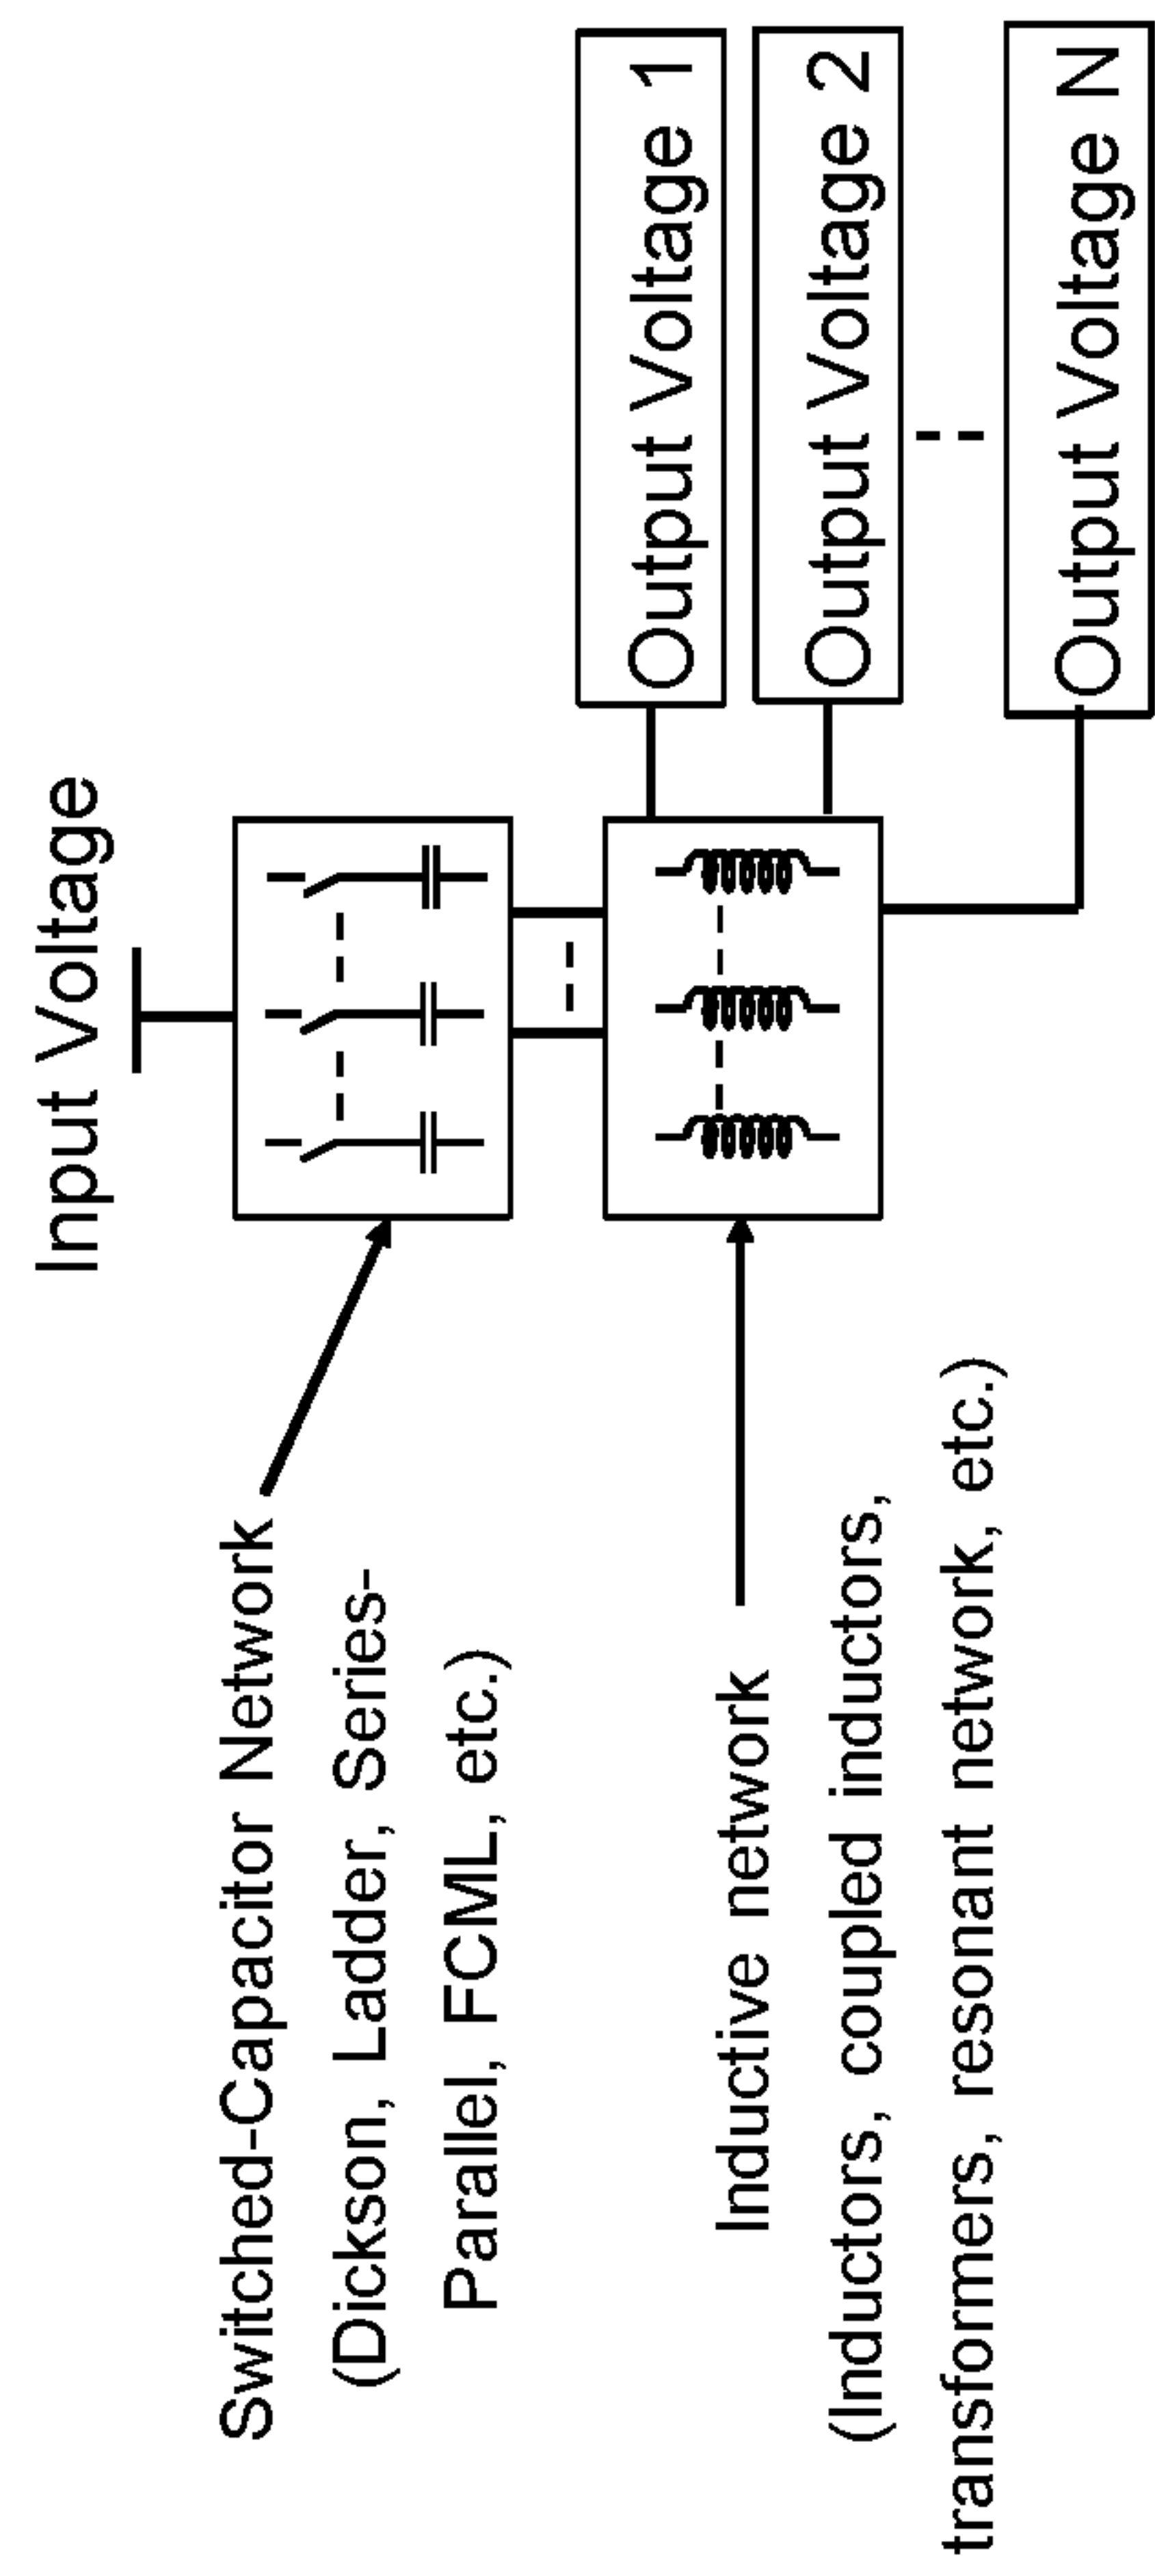 Input Voltage
Switched-Capacitor Network
(Dickson, Ladder, Series-
Parallel, FCML, etc.)
Inductive network
(Inductors, coupled inductors,
transformers, resonant network, etc.)
Output Voltage 1
Output Voltage 2
Output Voltage N